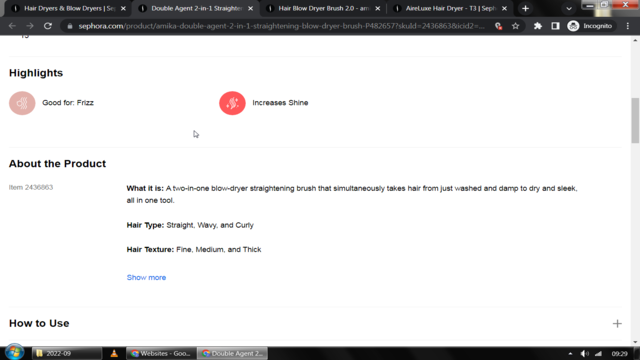 Hair Dryers & Blow Dryers | Sep
Double Agent 2-in-1 Straighten
Hair Blow Dryer Brush 2.0 – am
AireLuxe Hair Dryer - T3 | Seph
sephora.com/product/amika-double-agent-2-in-1-straightening-blow-dryer-brush-P482657?skuId=2436863&icid2=...
Incognito
Highlights
Good for: Frizz
Increases Shine
About the Product
Item 2436863
What it is: A two-in-one blow-dryer straightening brush that simultaneously takes hair from just washed and damp to dry and sleek,
all in one tool.
Hair Type: Straight, Wavy, and Curly
Hair Texture: Fine, Medium, and Thick
Show more
How to Use
2022-09
Websites - Goo...
Double Agent 2...
09:29